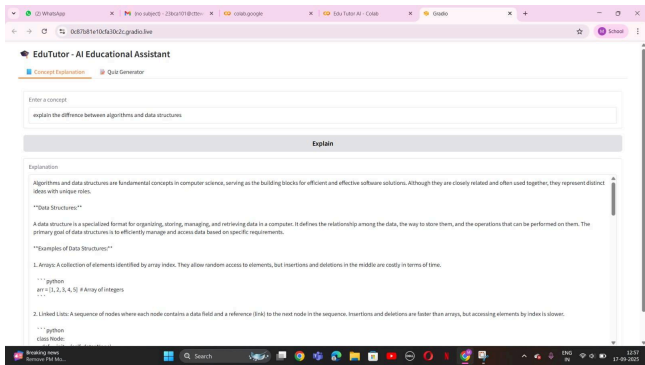 (2) WhatsApp
(no subject) - 23bca101@cttev
colab.google
Edu Tutor AI - Colab
Gradio
0c87b81e10cfa30c2c.gradio.live
School
EduTutor - AI Educational Assistant
Concept Explanation
Quiz Generator
Enter a concept
explain the diffrence between algorithms and data structures
Explain
Explanation
Algorithms and data structures are fundamental concepts in computer science, serving as the building blocks for efficient and effective software solutions. Although they are closely related and often used together, they represent distinct
ideas with unique roles.
**Data Structures:**
A data structure is a specialized format for organizing, storing, managing, and retrieving data in a computer. It defines the relationship among the data, the way to store them, and the operations that can be performed on them. The
primary goal of data structures is to efficiently manage and access data based on specific requirements.
**Examples of Data Structures:**
1. Arrays: A collection of elements identified by array index. They allow random access to elements, but insertions and deletions in the middle are costly in terms of time.
```python
arr = [1, 2, 3, 4, 5] # Array of integers
```
2. Linked Lists: A sequence of nodes where each node contains a data field and a reference (link) to the next node in the sequence. Insertions and deletions are faster than arrays, but accessing elements by index is slower.
```python
class Node:
Breaking news
Remove PM Mo...
Search
ENG
IN
12:57
17-09-2025